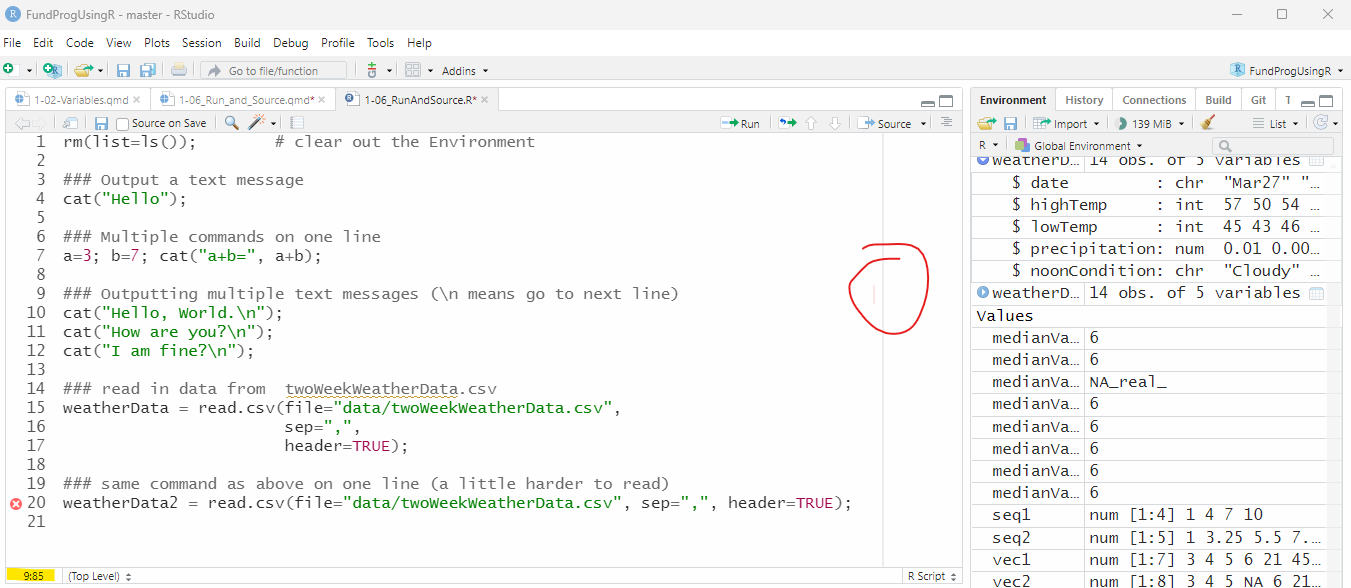 FundProgUsingR - master - RStudio
File Edit Code View Plots Session Build Debug Profile Tools Help
Go to file/function Addins FundProgUsingR
1-02-Variables.qmd 1-06_Run_and_Source.qmd* 1-06_RunAndSource.R*
Source on Save Run Source
1 rm(list=ls()); # clear out the Environment
2
3 ### Output a text message
4 cat("Hello");
5
6 ### Multiple commands on one line
7 a=3; b=7; cat("a+b=", a+b);
8
9 ### Outputting multiple text messages (\n means go to next line)
10 cat("Hello, World.\n");
11 cat("How are you?\n");
12 cat("I am fine?\n");
13
14 ### read in data from twoWeekWeatherData.csv
15 weatherData = read.csv(file="data/twoWeekWeatherData.csv",
16 sep=",",
17 header=TRUE);
18
19 ### same command as above on one line (a little harder to read)
20 weatherData2 = read.csv(file="data/twoWeekWeatherData.csv", sep=",", header=TRUE);
21
9:85 (Top Level) R Script
Environment History Connections Build Git T
Import 139 MiB List
R Global Environment
weatherD… 14 obs. of 5 variables
$ date : chr "Mar27" "…
$ highTemp : int 57 50 54 …
$ lowTemp : int 45 43 46 …
$ precipitation: num 0.01 0.00…
$ noonCondition: chr "Cloudy" …
weatherD… 14 obs. of 5 variables
Values
medianVa… 6
medianVa… 6
medianVa… NA_real_
medianVa… 6
medianVa… 6
medianVa… 6
medianVa… 6
medianVa… 6
seq1 num [1:4] 1 4 7 10
seq2 num [1:5] 1 3.25 5.5 7.…
vec1 num [1:7] 3 4 5 6 21 45…
vec2 num [1:8] 3 4 5 NA 6 21…